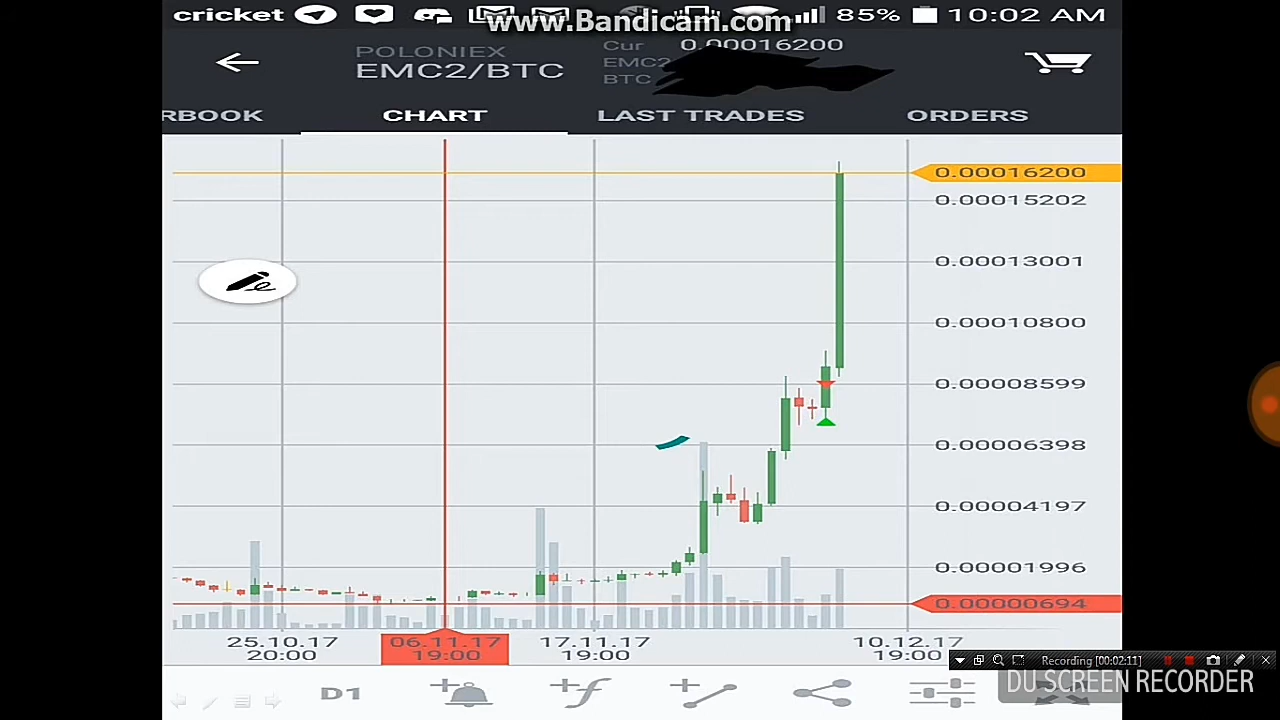 cricket 85% 10:02 AM
www.Bandicam.com
POLONIEX
EMC2/BTC
Cur 0.00016200
EMC2
BTC
RBOOK CHART LAST TRADES ORDERS
0.00016200
0.00015202
0.00013001
0.00010800
0.00008599
0.00006398
0.00004197
0.00001996
0.00000694
25.10.17 06.11.17 17.11.17 10.12.17
20:00 19:00 19:00 19:00
Recording [00:02:11]
D1
DU SCREEN RECORDER